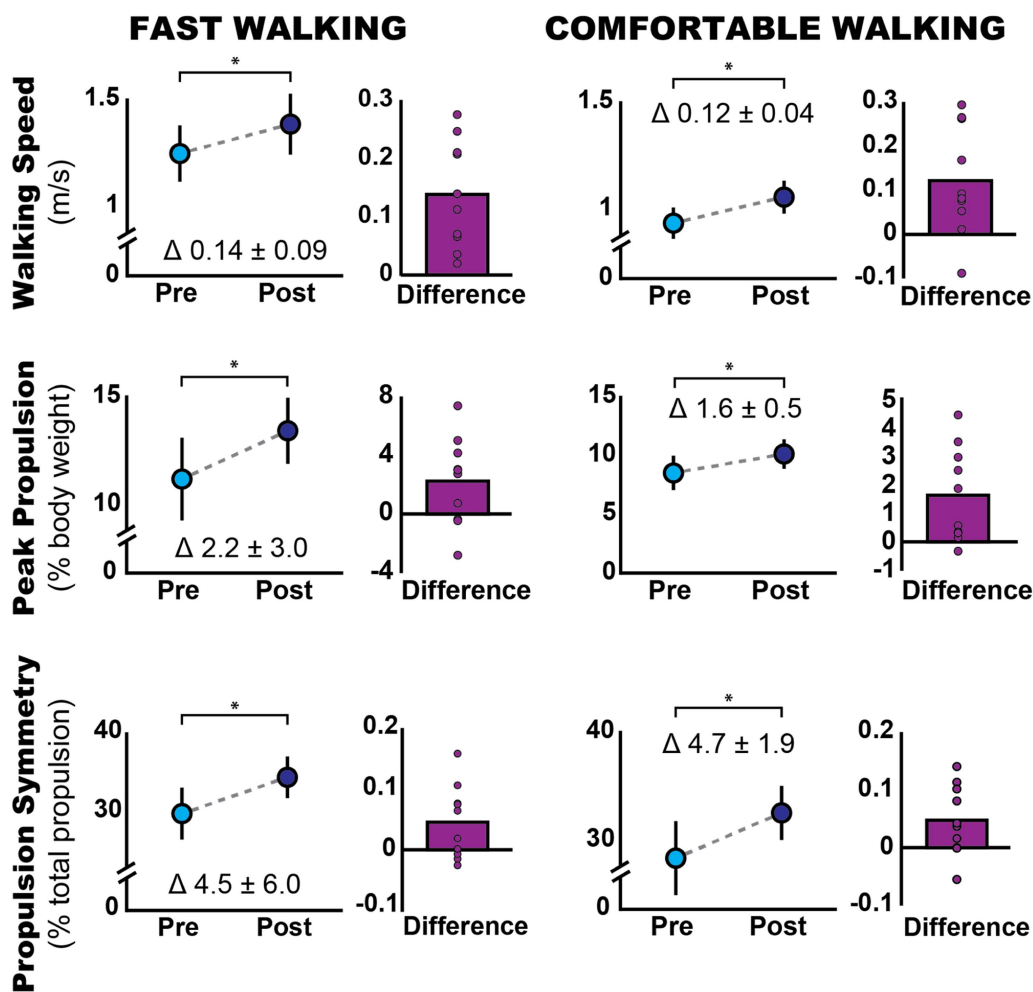 FAST WALKING
COMFORTABLE WALKING
Walking Speed
(m/s)
*
1.5
1
0
Δ 0.14 ± 0.09
Pre
Post
0.3
0.2
0.1
0
Difference
*
1.5
1
0
Δ 0.12 ± 0.04
Pre
Post
0.3
0.2
0.1
0
-0.1
Difference
Peak Propulsion
(% body weight)
*
15
10
0
Δ 2.2 ± 3.0
Pre
Post
8
4
0
-4
Difference
*
15
10
5
0
Δ 1.6 ± 0.5
Pre
Post
5
4
3
2
1
0
-1
Difference
Propulsion Symmetry
(% total propulsion)
*
40
30
0
Δ 4.5 ± 6.0
Pre
Post
0.2
0.1
0
-0.1
Difference
*
40
30
0
Δ 4.7 ± 1.9
Pre
Post
0.2
0.1
0
-0.1
Difference